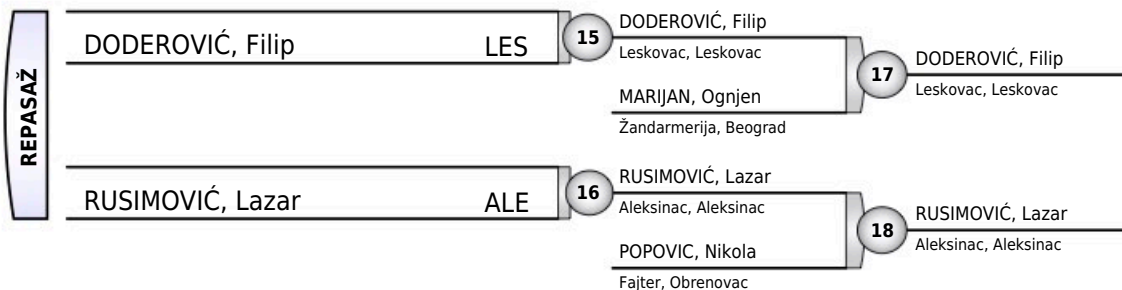 REPASAŽ
DODEROVIĆ, Filip LES
15
DODEROVIĆ, Filip
Leskovac, Leskovac
MARIJAN, Ognjen
Žandarmerija, Beograd
17
DODEROVIĆ, Filip
Leskovac, Leskovac
RUSIMOVIĆ, Lazar ALE
16
RUSIMOVIĆ, Lazar
Aleksinac, Aleksinac
POPOVIC, Nikola
Fajter, Obrenovac
18
RUSIMOVIĆ, Lazar
Aleksinac, Aleksinac